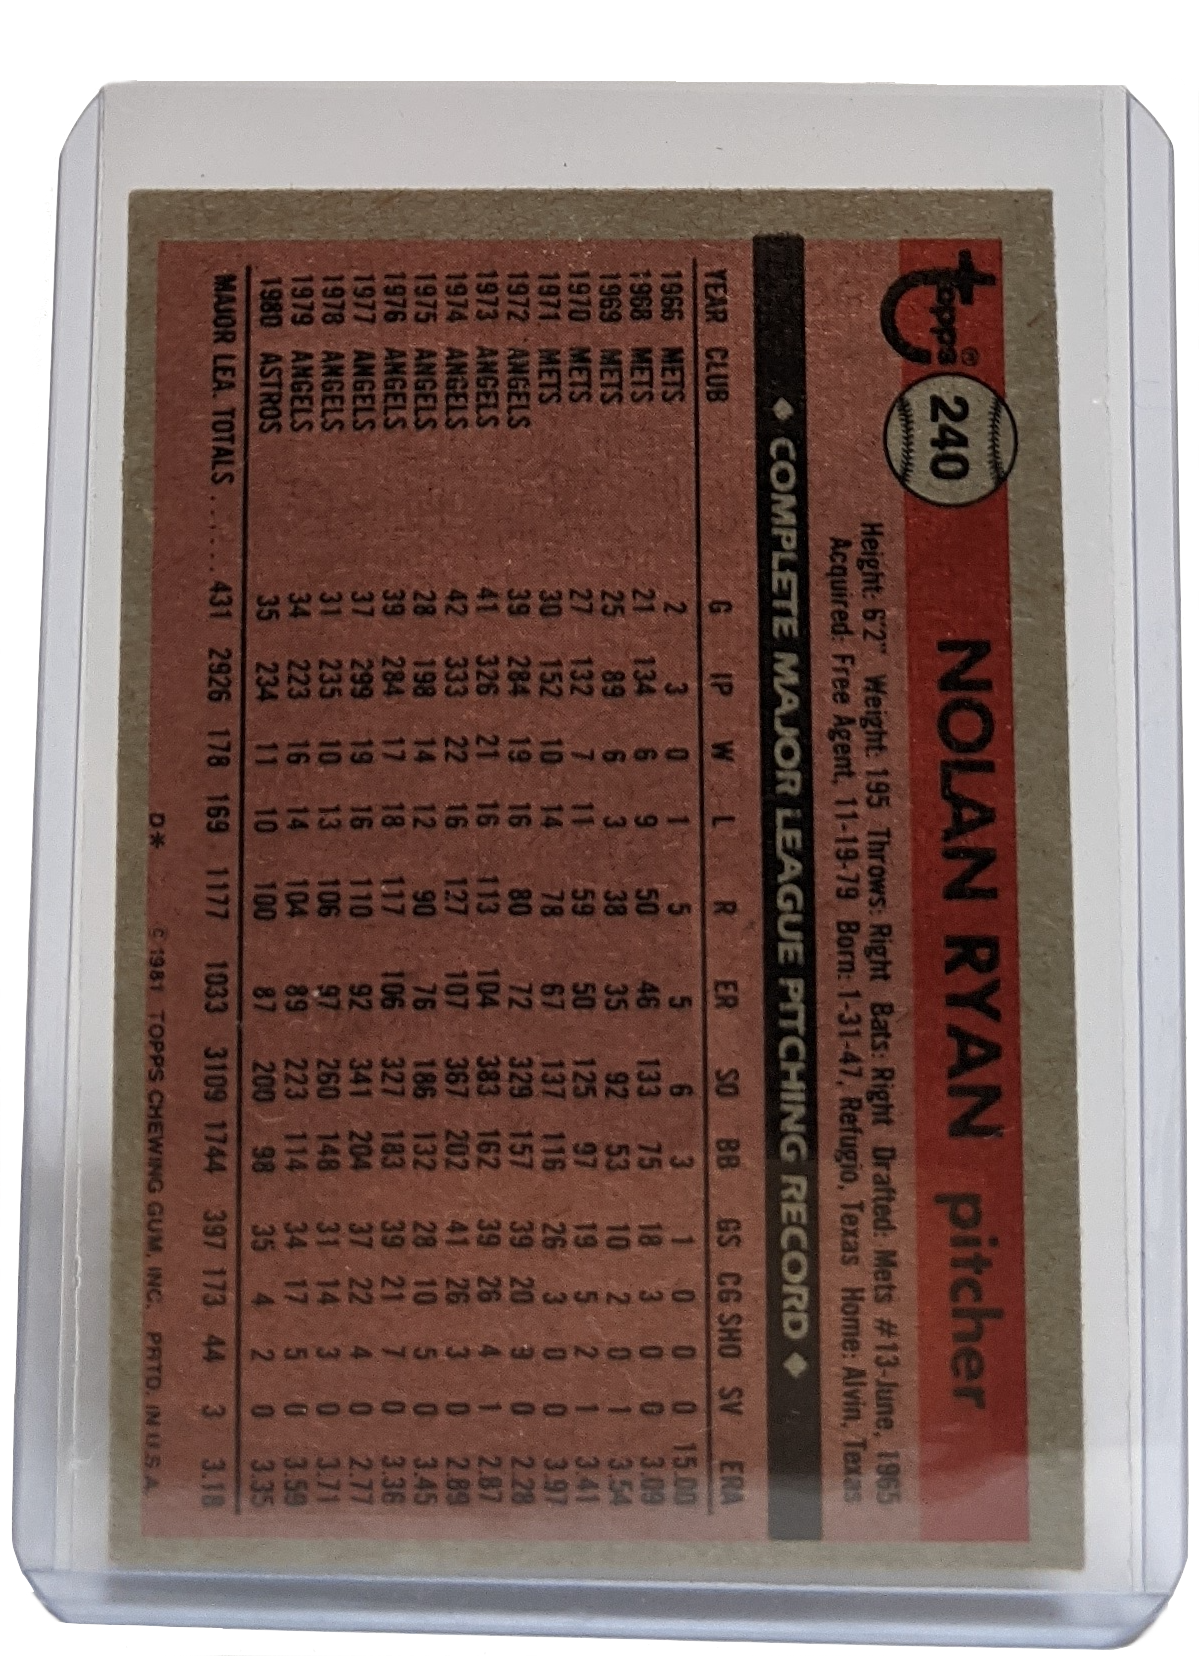 topps®
240
NOLAN RYAN pitcher
Height: 6'2" Weight: 195 Throws: Right Bats: Right Drafted: Mets #13-June, 1965
Acquired: Free Agent, 11-19-79 Born: 1-31-47, Refugio, Texas Home: Alvin, Texas
♦ COMPLETE MAJOR LEAGUE PITCHING RECORD ♦
YEAR CLUB G IP W L R ER SO BB GS CG SHO SV ERA
1966 METS 2 3 0 1 5 5 6 3 1 0 0 0 15.00
1968 METS 21 134 6 9 50 46 133 75 18 3 0 0 3.09
1969 METS 25 89 6 3 38 35 92 53 10 2 0 1 3.54
1970 METS 27 132 7 11 59 50 125 97 19 5 2 1 3.41
1971 METS 30 152 10 14 78 67 137 116 26 3 0 0 3.97
1972 ANGELS 39 284 19 16 80 72 329 157 39 20 9 0 2.28
1973 ANGELS 41 326 21 16 113 104 383 162 39 26 4 1 2.87
1974 ANGELS 42 333 22 16 127 107 367 202 41 26 3 0 2.89
1975 ANGELS 28 198 14 12 90 76 186 132 28 10 5 0 3.45
1976 ANGELS 39 284 17 18 117 106 327 183 39 21 7 0 3.36
1977 ANGELS 37 299 19 16 110 92 341 204 37 22 4 0 2.77
1978 ANGELS 31 235 10 13 106 97 260 148 31 14 3 0 3.71
1979 ANGELS 34 223 16 14 104 89 223 114 34 17 5 0 3.59
1980 ASTROS 35 234 11 10 100 87 200 98 35 4 2 0 3.35
MAJOR LEA. TOTALS ...... 431 2926 178 169 1177 1033 3109 1744 397 173 44 3 3.18
D* © 1981 TOPPS CHEWING GUM, INC. PRTD. IN U.S.A.